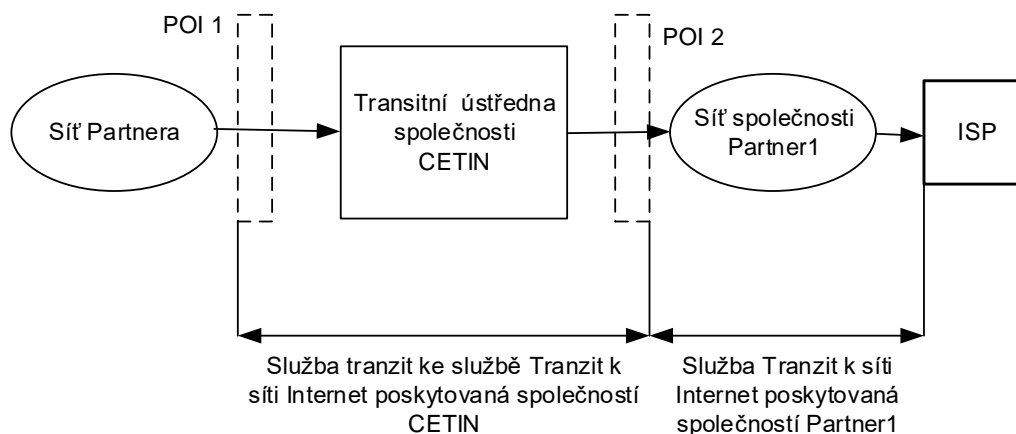 POI 1
POI 2
Síť Partnera
Transitní ústředna
společnosti
CETIN
Síť společnosti
Partner1
ISP
Služba tranzit ke službě Tranzit k
síti Internet poskytovaná společností
CETIN
Služba Tranzit k síti
Internet poskytovaná
společností Partner1